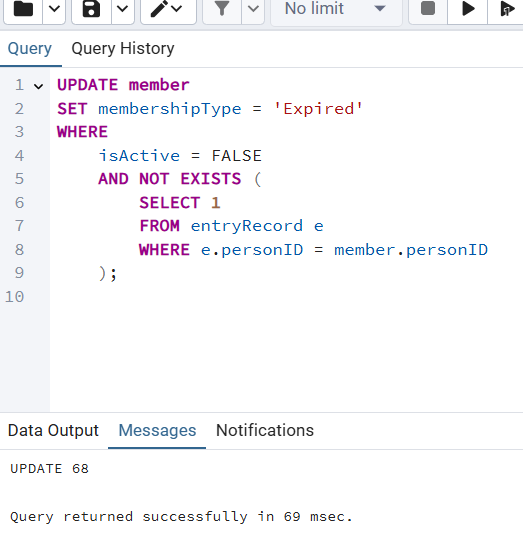 No limit
Query Query History
1 UPDATE member
2 SET membershipType = 'Expired'
3 WHERE
4 isActive = FALSE
5 AND NOT EXISTS (
6 SELECT 1
7 FROM entryRecord e
8 WHERE e.personID = member.personID
9 );
10
Data Output Messages Notifications
UPDATE 68
Query returned successfully in 69 msec.